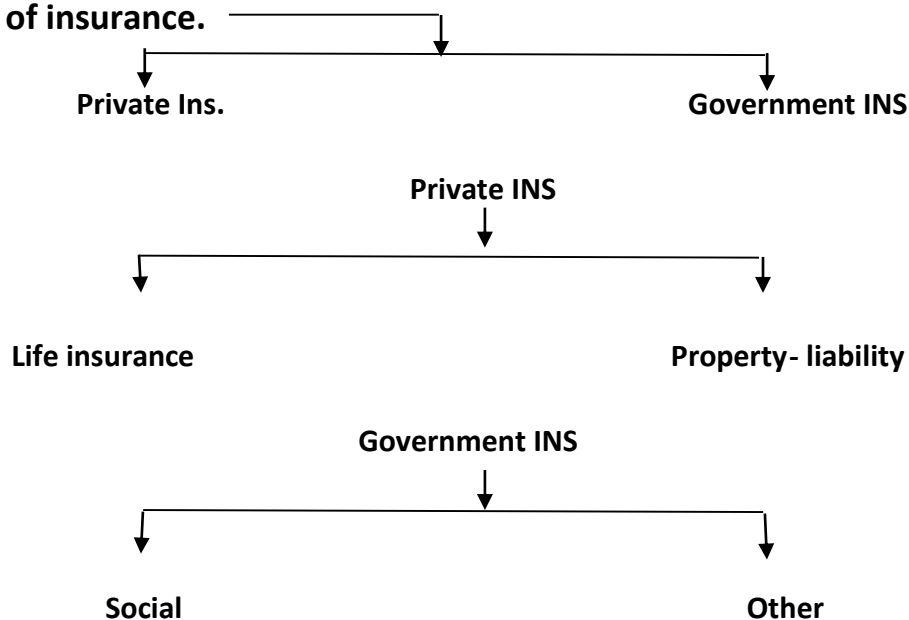 of insurance.
Private Ins. Government INS
Private INS
Life insurance Property- liability
Government INS
Social Other